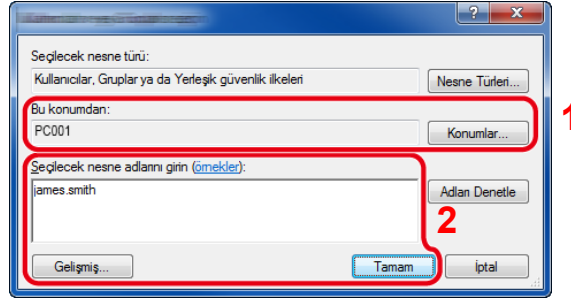 Seçilecek nesne türü:
Kullanıcılar, Gruplar ya da Yerleşik güvenlik ilkeleri
Nesne Türleri...
Bu konumdan:
PC001
Konumlar...
1
Seçilecek nesne adlarını girin (örnekler):
james.smith
Adları Denetle
2
Gelişmiş...
Tamam
İptal